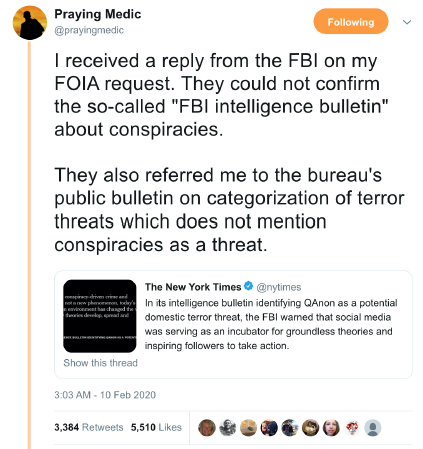 Praying Medic
@prayingmedic
Following
I received a reply from the FBI on my
FOIA request. They could not confirm
the so-called "FBI intelligence bulletin"
about conspiracies.
They also referred me to the bureau's
public bulletin on categorization of terror
threats which does not mention
conspiracies as a threat.
The New York Times @nytimes
In its intelligence bulletin identifying QAnon as a potential
domestic terror threat, the FBI warned that social media
was serving as an incubator for groundless theories and
inspiring followers to take action.
conspiracy-driven crime and
not a new phenomenon, today's
environment has changed the
theories develop, spread and
Show this thread
3:03 AM - 10 Feb 2020
3,384 Retweets 5,510 Likes